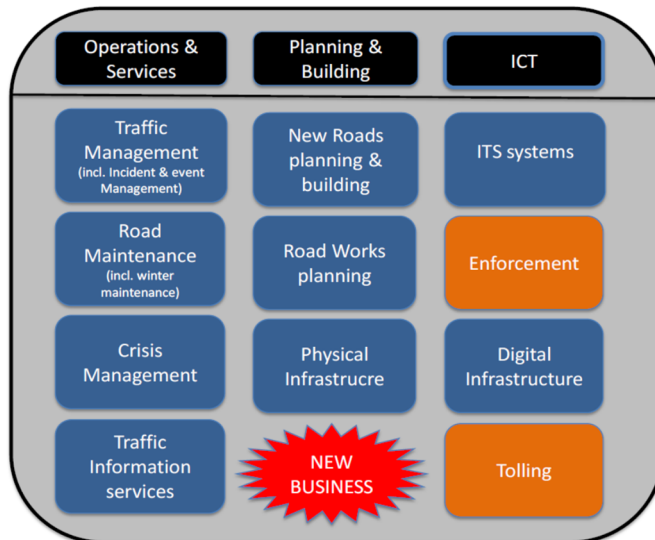 Operations &
Services
Planning &
Building
ICT
Traffic
Management
(incl. Incident & event
Management)
New Roads
planning &
building
ITS systems
Road
Maintenance
(incl. winter
maintenance)
Road Works
planning
Enforcement
Crisis
Management
Physical
Infrastrucre
Digital
Infrastructure
Traffic
Information
services
NEW
BUSINESS
Tolling